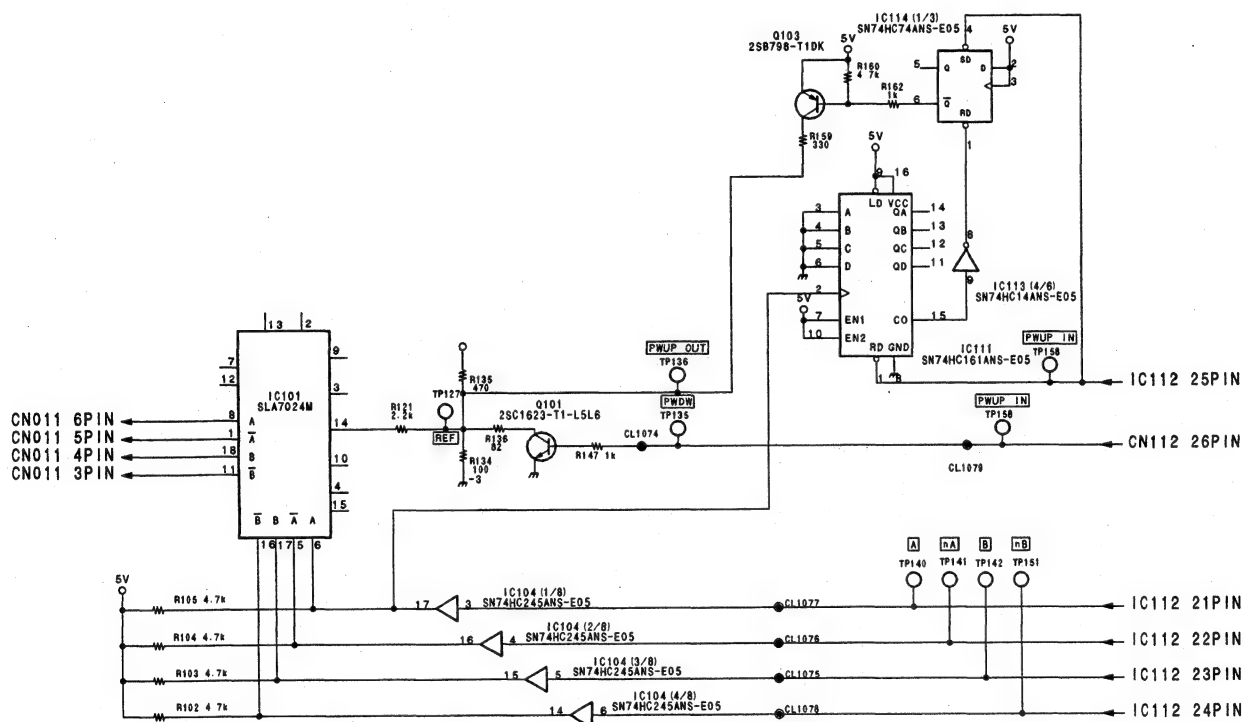 IC114 (1/3)
SN74HC74ANS-E05
4
5V
Q103
2SB798-T1DK
5V
R160
4.7k
R162
1k
5
Q
SD
D
2
3
6
Q
RD
1
R159
330
5V
9
16
LD VCC
3
A
QA
14
4
B
QB
13
5
C
QC
12
6
D
QD
11
8
9
IC113 (4/6)
SN74HC14ANS-E05
2
5V
7
EN1
CO
15
10
EN2
RD GND
1
8
IC111
SN74HC161ANS-E05
PWUP IN
TP158
IC112 25PIN
13
2
7
12
9
3
IC101
SLA7024M
CN011 6PIN
8
A
14
CN011 5PIN
1
A
CN011 4PIN
18
B
10
CN011 3PIN
11
B
4
15
B B A A
16 17 5 6
R121
2.2k
TP127
REF
R135
470
R136
82
R134
100
-3
Q101
2SC1623-T1-L5L6
R147 1k
CL1074
PWUP OUT
TP136
PWDW
TP135
PWUP IN
TP158
CL1079
CN112 26PIN
A
nA
B
nB
TP140
TP141
TP142
TP151
5V
R105 4.7k
17
3
IC104 (1/8)
SN74HC245ANS-E05
CL1077
IC112 21PIN
R104 4.7k
16
4
IC104 (2/8)
SN74HC245ANS-E05
CL1076
IC112 22PIN
R103 4.7k
15
5
IC104 (3/8)
SN74HC245ANS-E05
CL1075
IC112 23PIN
R102 4.7k
14
6
IC104 (4/8)
SN74HC245ANS-E05
CL1078
IC112 24PIN